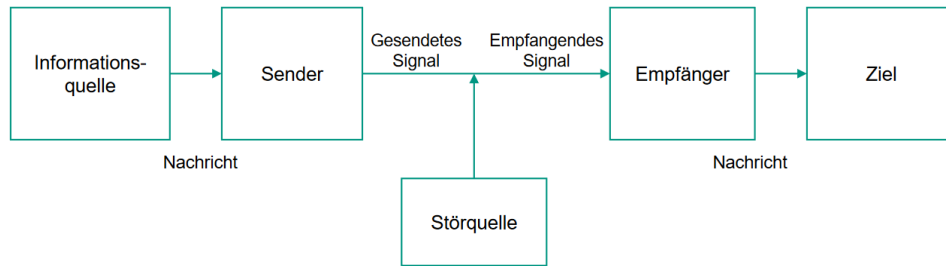 Informations-
quelle
Sender
Gesendetes
Signal
Empfangendes
Signal
Empfänger
Ziel
Nachricht
Nachricht
Störquelle